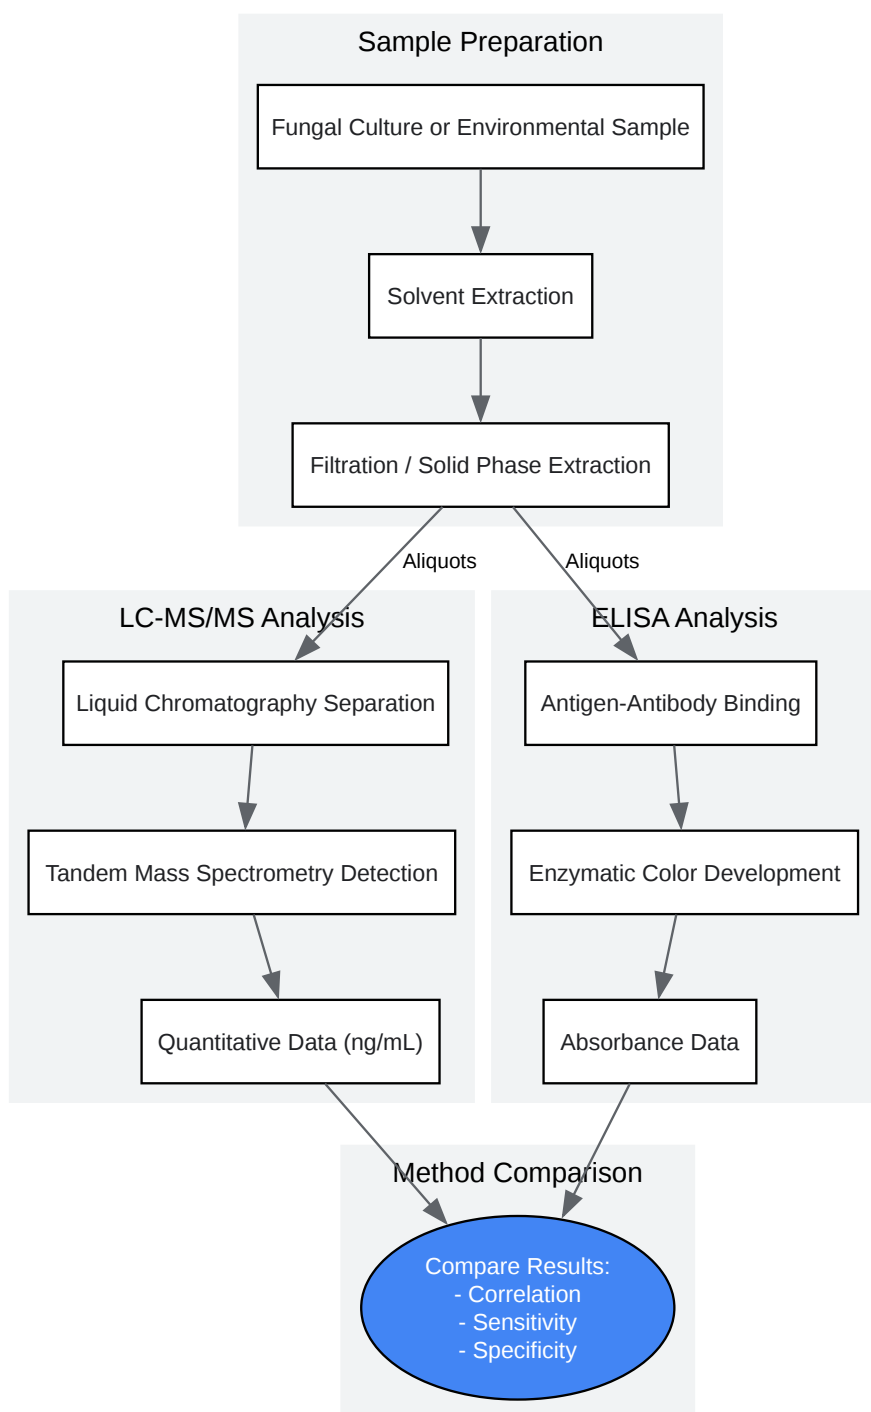 Sample Preparation
Fungal Culture or Environmental Sample
Solvent Extraction
Filtration / Solid Phase Extraction
Aliquots
Aliquots
LC-MS/MS Analysis
Liquid Chromatography Separation
Tandem Mass Spectrometry Detection
Quantitative Data (ng/mL)
ELISA Analysis
Antigen-Antibody Binding
Enzymatic Color Development
Absorbance Data
Method Comparison
Compare Results:
- Correlation
- Sensitivity
- Specificity